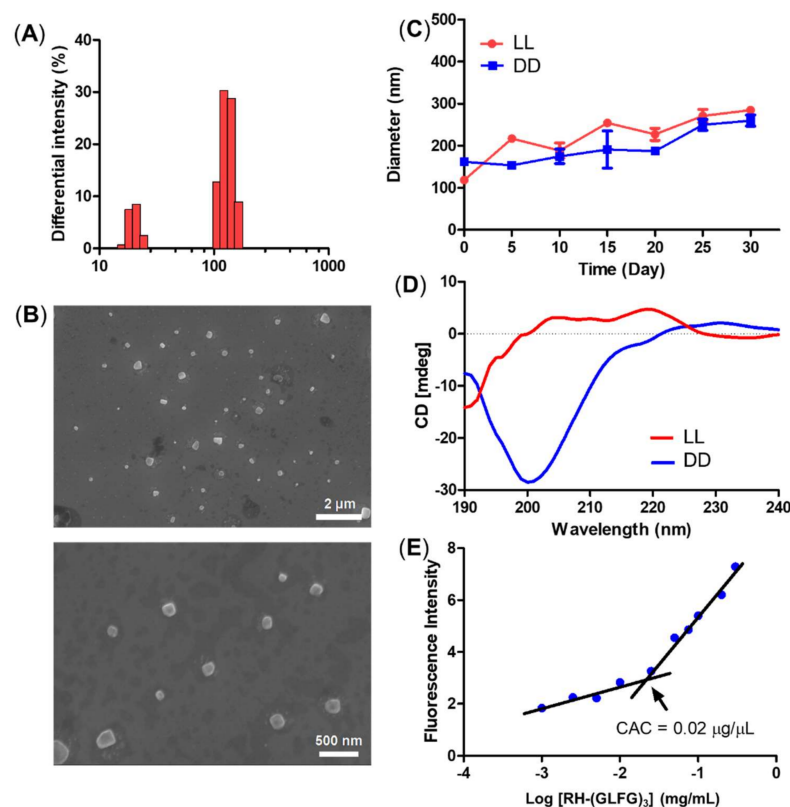 (A)
Differential intensity (%)
40
30
20
10
0
10
100
1000
(B)
2 µm
500 nm
(C)
Diameter (nm)
500
400
300
200
100
0
LL
DD
0 5 10 15 20 25 30
Time (Day)
(D)
CD [mdeg]
10
0
-10
-20
-30
LL
DD
190 200 210 220 230 240
Wavelength (nm)
(E)
Fluorescence Intensity
8
6
4
2
0
CAC = 0.02 µg/µL
-4 -3 -2 -1 0
Log [RH-(GLFG)₃] (mg/mL)